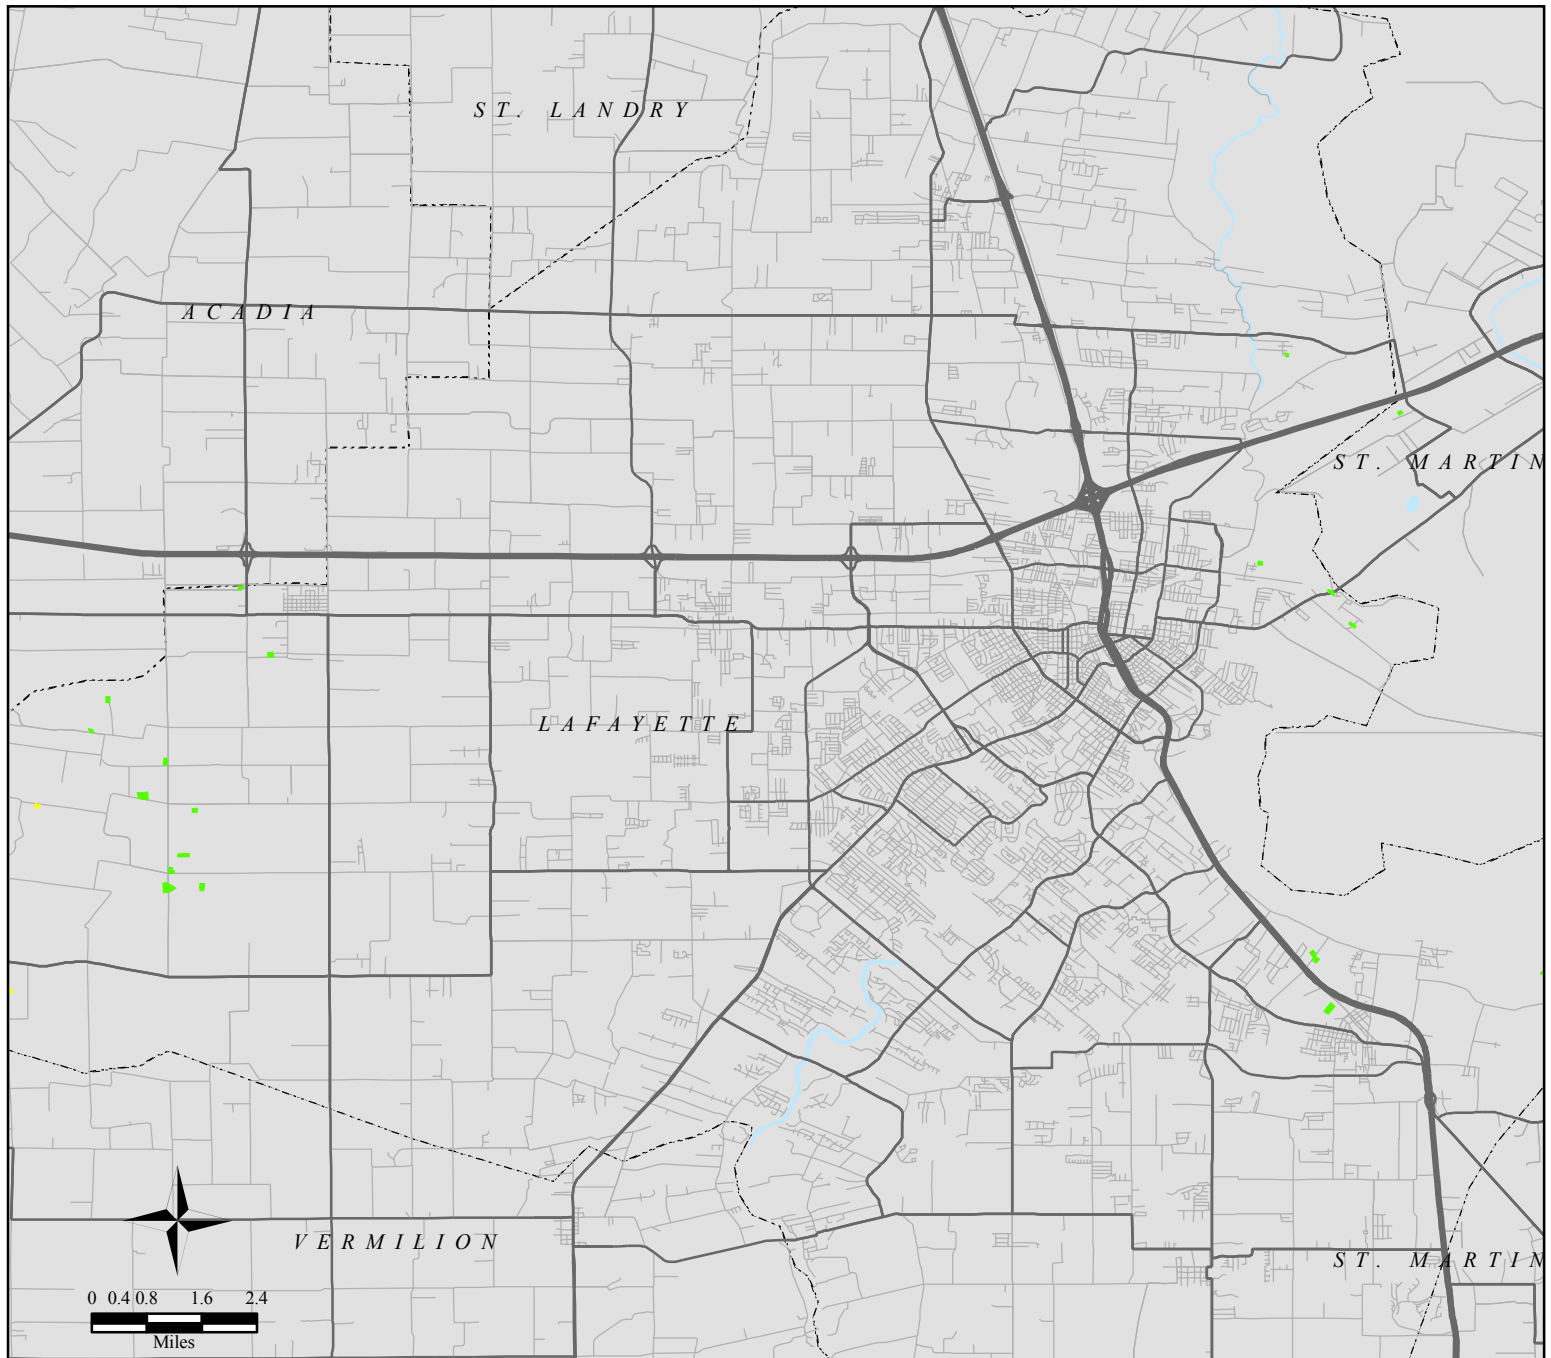 ST. LANDRY
ACADIA
ST. MARTIN
LAFAYETTE
VERMILION
ST. MARTIN
0 0.4 0.8 1.6 2.4
Miles